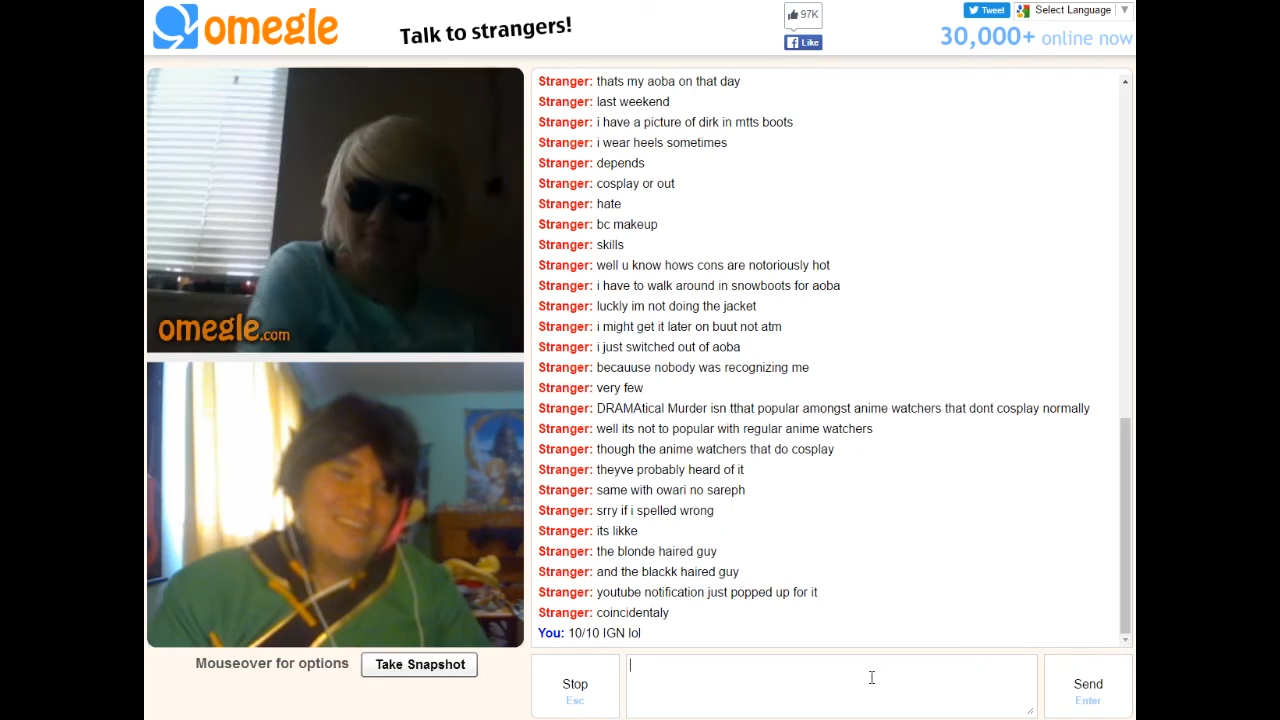 omegle
Talk to strangers!
97K
Like
Tweet
Select Language
30,000+ online now
Stranger: thats my aoba on that day
Stranger: last weekend
Stranger: i have a picture of dirk in mtts boots
Stranger: i wear heels sometimes
Stranger: depends
Stranger: cosplay or out
Stranger: hate
Stranger: bc makeup
Stranger: skills
Stranger: well u know hows cons are notoriously hot
Stranger: i have to walk around in snowboots for aoba
Stranger: luckly im not doing the jacket
Stranger: i might get it later on buut not atm
Stranger: i just switched out of aoba
Stranger: becauuse nobody was recognizing me
Stranger: very few
Stranger: DRAMAtical Murder isn tthat popular amongst anime watchers that dont cosplay normally
Stranger: well its not to popular with regular anime watchers
Stranger: though the anime watchers that do cosplay
Stranger: theyve probably heard of it
Stranger: same with owari no sareph
Stranger: srry if i spelled wrong
Stranger: its likke
Stranger: the blonde haired guy
Stranger: and the blackk haired guy
Stranger: youtube notification just popped up for it
Stranger: coincidentaly
You: 10/10 IGN lol
omegle.com
Mouseover for options
Take Snapshot
Stop
Esc
Send
Enter